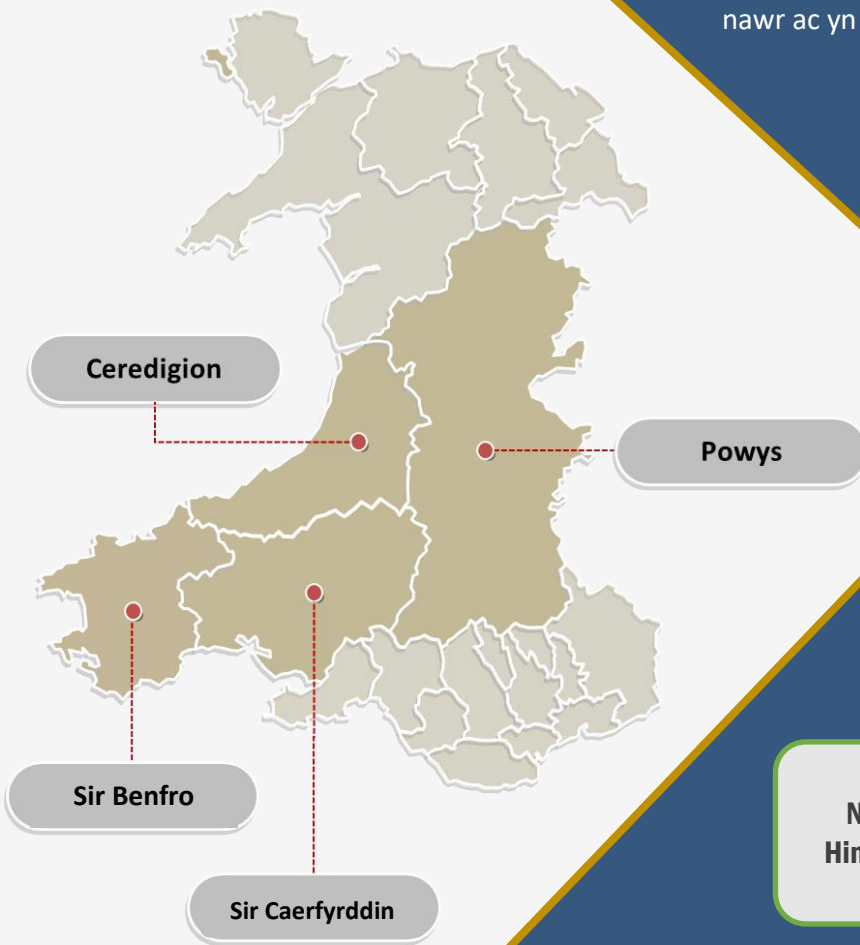 nawr ac yn
Ceredigion
Powys
Sir Benfro
Sir Caerfyrddin